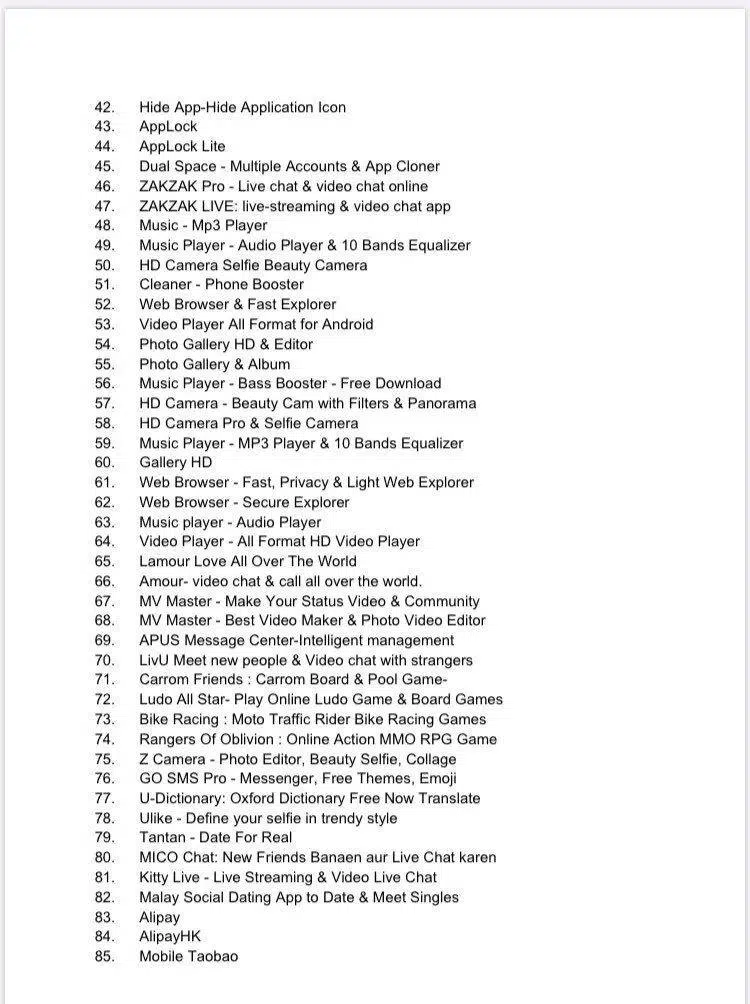 42. Hide App-Hide Application Icon
43. AppLock
44. AppLock Lite
45. Dual Space - Multiple Accounts & App Cloner
46. ZAKZAK Pro - Live chat & video chat online
47. ZAKZAK LIVE: live-streaming & video chat app
48. Music - Mp3 Player
49. Music Player - Audio Player & 10 Bands Equalizer
50. HD Camera Selfie Beauty Camera
51. Cleaner - Phone Booster
52. Web Browser & Fast Explorer
53. Video Player All Format for Android
54. Photo Gallery HD & Editor
55. Photo Gallery & Album
56. Music Player - Bass Booster - Free Download
57. HD Camera - Beauty Cam with Filters & Panorama
58. HD Camera Pro & Selfie Camera
59. Music Player - MP3 Player & 10 Bands Equalizer
60. Gallery HD
61. Web Browser - Fast, Privacy & Light Web Explorer
62. Web Browser - Secure Explorer
63. Music player - Audio Player
64. Video Player - All Format HD Video Player
65. Lamour Love All Over The World
66. Amour- video chat & call all over the world.
67. MV Master - Make Your Status Video & Community
68. MV Master - Best Video Maker & Photo Video Editor
69. APUS Message Center-Intelligent management
70. LivU Meet new people & Video chat with strangers
71. Carrom Friends : Carrom Board & Pool Game-
72. Ludo All Star- Play Online Ludo Game & Board Games
73. Bike Racing : Moto Traffic Rider Bike Racing Games
74. Rangers Of Oblivion : Online Action MMO RPG Game
75. Z Camera - Photo Editor, Beauty Selfie, Collage
76. GO SMS Pro - Messenger, Free Themes, Emoji
77. U-Dictionary: Oxford Dictionary Free Now Translate
78. Ulike - Define your selfie in trendy style
79. Tantan - Date For Real
80. MICO Chat: New Friends Banaen aur Live Chat karen
81. Kitty Live - Live Streaming & Video Live Chat
82. Malay Social Dating App to Date & Meet Singles
83. Alipay
84. AlipayHK
85. Mobile Taobao